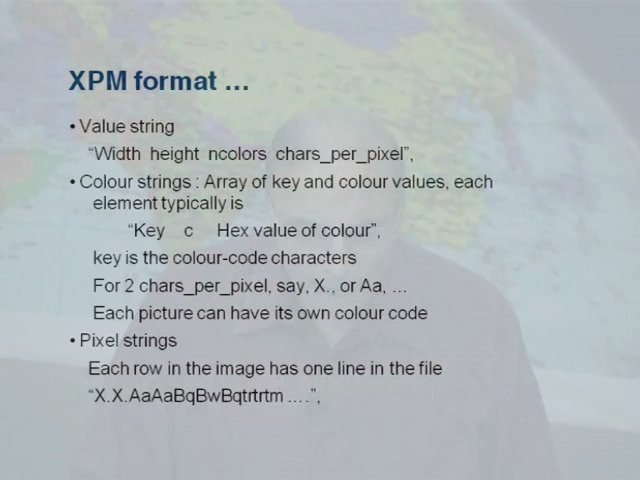 XPM format …
• Value string
“Width height ncolors chars_per_pixel”,
• Colour strings : Array of key and colour values, each
element typically is
“Key c Hex value of colour”,
key is the colour-code characters
For 2 chars_per_pixel, say, X., or Aa, …
Each picture can have its own colour code
• Pixel strings
Each row in the image has one line in the file
“X.X.AaAaBqBwBqtrtrtm ….”,